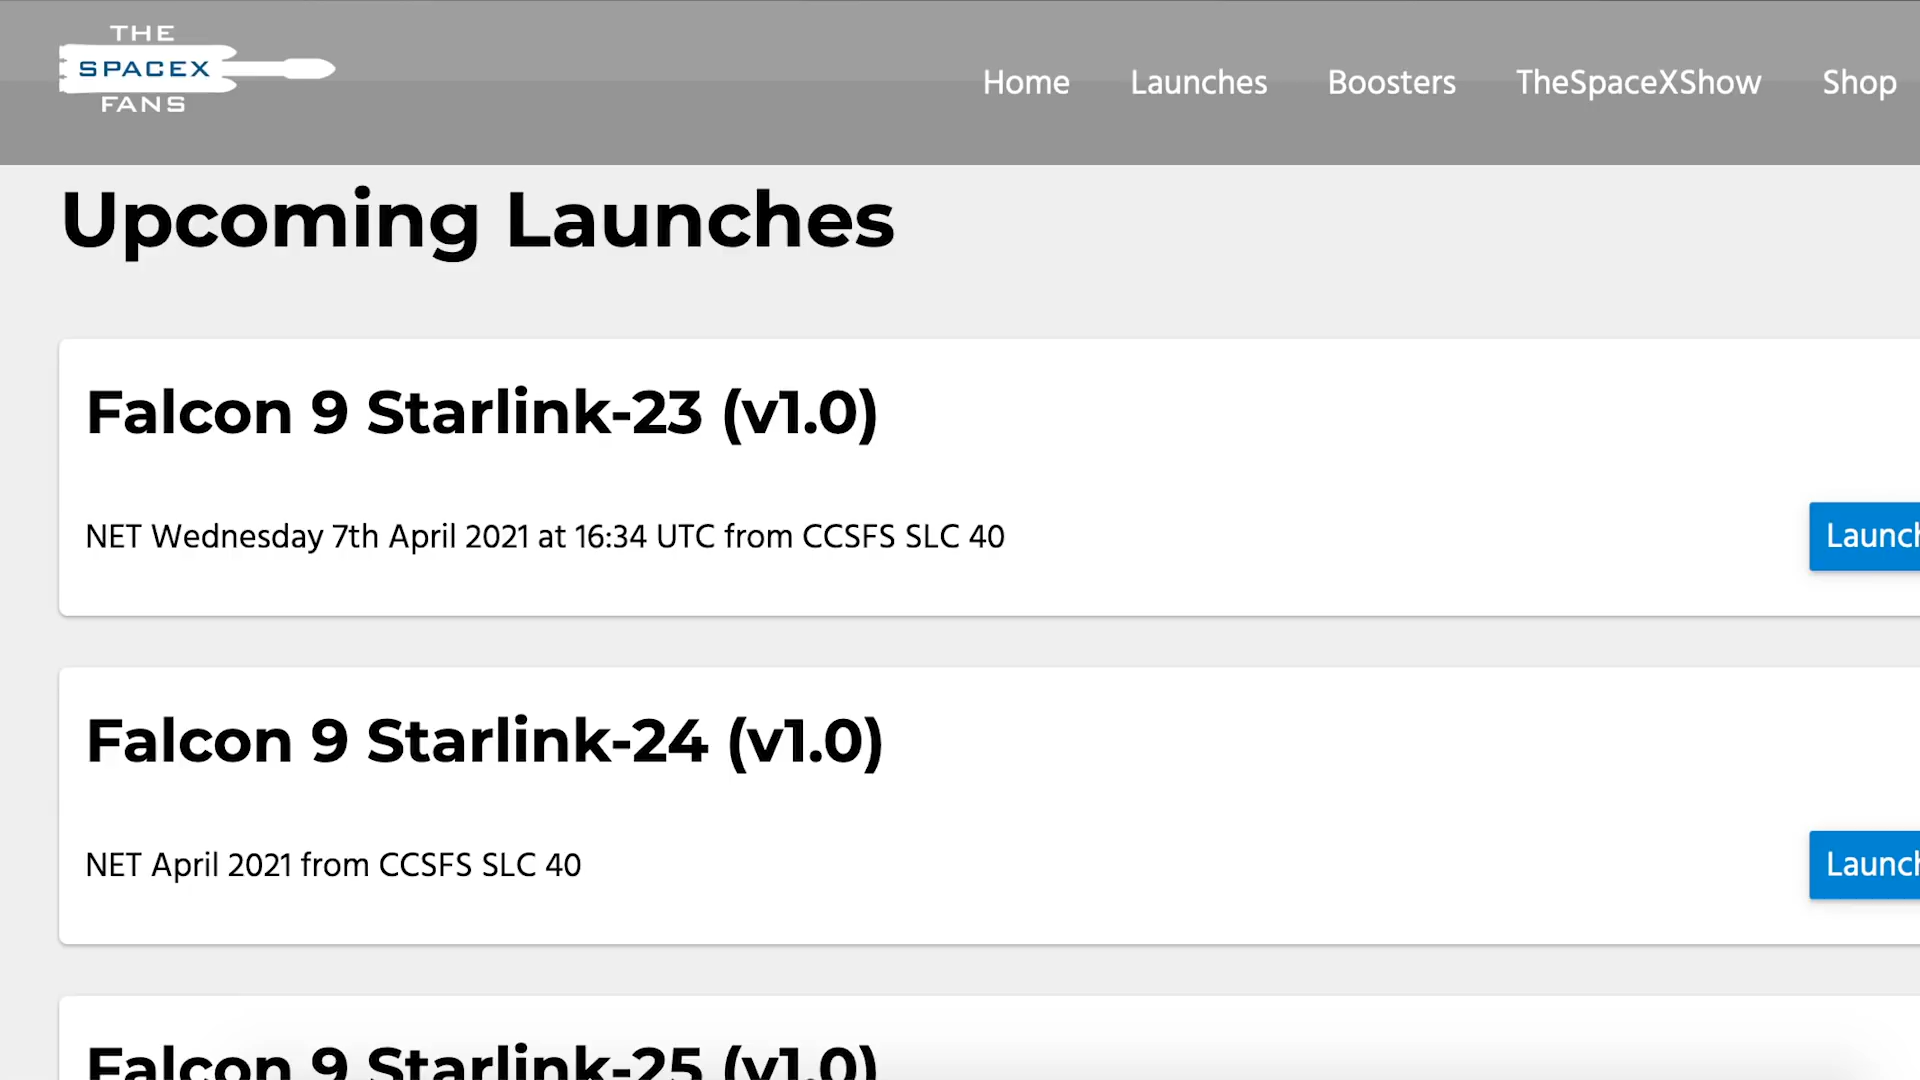 THE
SPACEX
FANS
Home Launches Boosters TheSpaceXShow Shop
Upcoming Launches
Falcon 9 Starlink-23 (v1.0)
NET Wednesday 7th April 2021 at 16:34 UTC from CCSFS SLC 40
Launch
Falcon 9 Starlink-24 (v1.0)
NET April 2021 from CCSFS SLC 40
Launch
Falcon 9 Starlink-25 (v1.0)